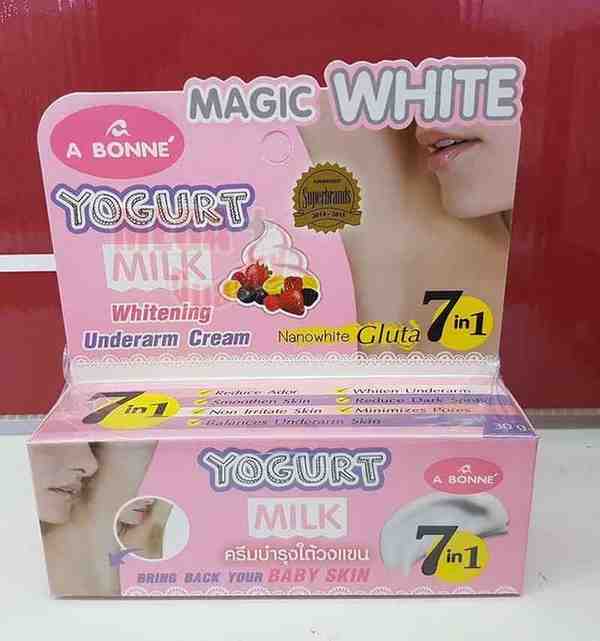 MAGIC WHITE
A BONNÉ
YOGURT
MILK
Whitening
Underarm Cream
Superbrands
Nanowhite Gluta
7 in 1
7 in 1
✓ Reduce Ador
✓ Whiten Underarm
✓ Smoothen Skin
✓ Reduce Dark Spots
✓ Non Irritate Skin
✓ Minimizes Pores
✓ Balances Underarm Skin
30 g
YOGURT
MILK
ครีมบำรุงใต้วงแขน
BRING BACK YOUR BABY SKIN
A BONNÉ
7 in 1